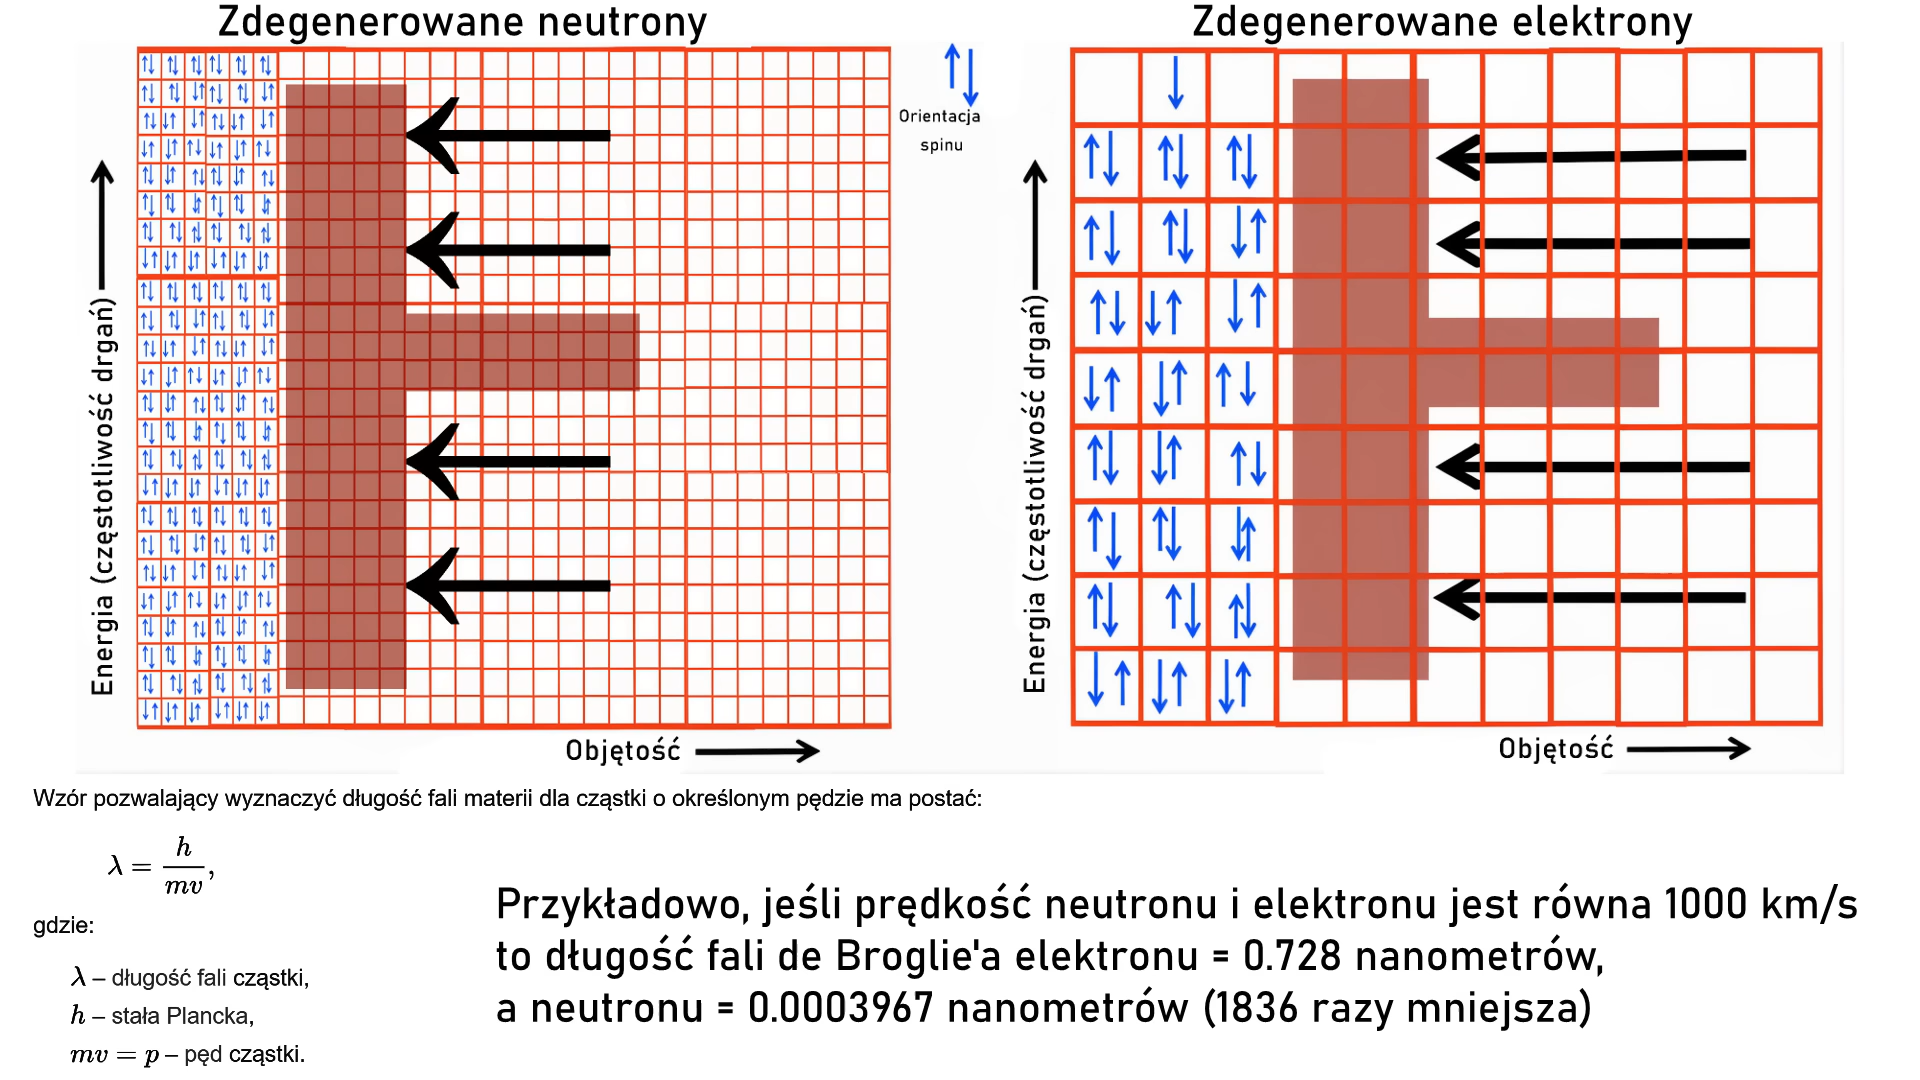 Zdegenerowane neutrony
Zdegenerowane elektrony
Orientacja
spinu
Energia (częstotliwość drgań)
Energia (częstotliwość drgań)
Objętość
Objętość
Wzór pozwalający wyznaczyć długość fali materii dla cząstki o określonym pędzie ma postać:
λ = h/mv,
gdzie:
λ – długość fali cząstki,
h – stała Plancka,
mv = p – pęd cząstki.
Przykładowo, jeśli prędkość neutronu i elektronu jest równa 1000 km/s
to długość fali de Broglie'a elektronu = 0.728 nanometrów,
a neutronu = 0.0003967 nanometrów (1836 razy mniejsza)